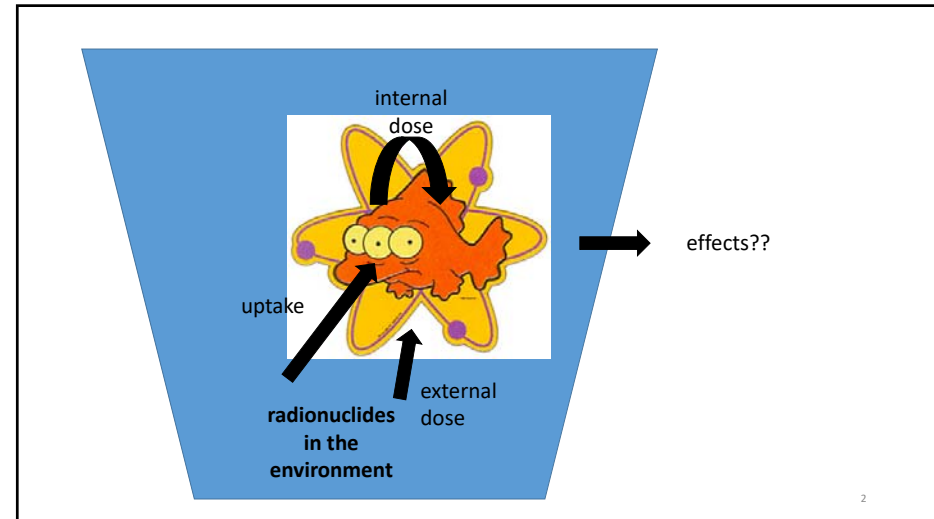 internal
dose
effects??
uptake
external
dose
radionuclides
in the
environment
2